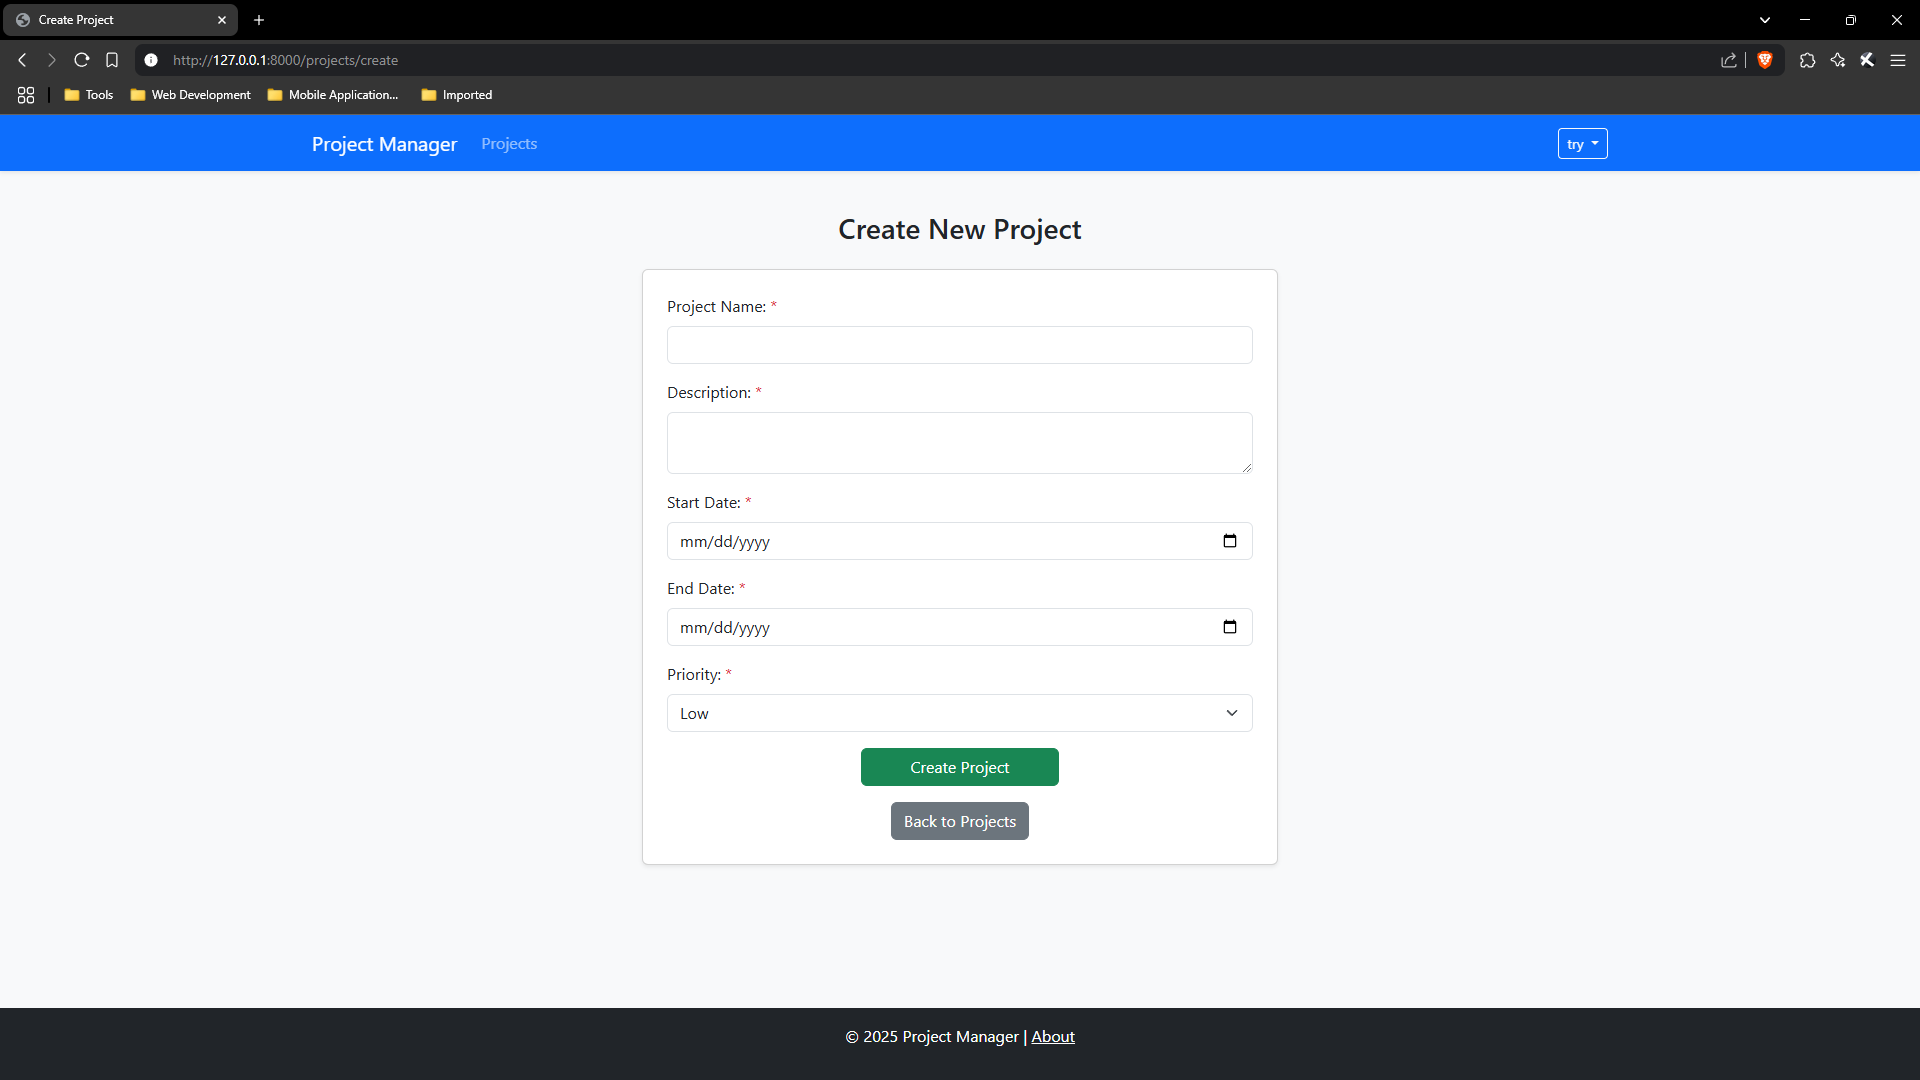 Create Project
http://127.0.0.1:8000/projects/create
Tools Web Development Mobile Application... Imported
Project Manager Projects try
Create New Project
Project Name: *
Description: *
Start Date: *
mm/dd/yyyy
End Date: *
mm/dd/yyyy
Priority: *
Low
Create Project
Back to Projects
© 2025 Project Manager | About